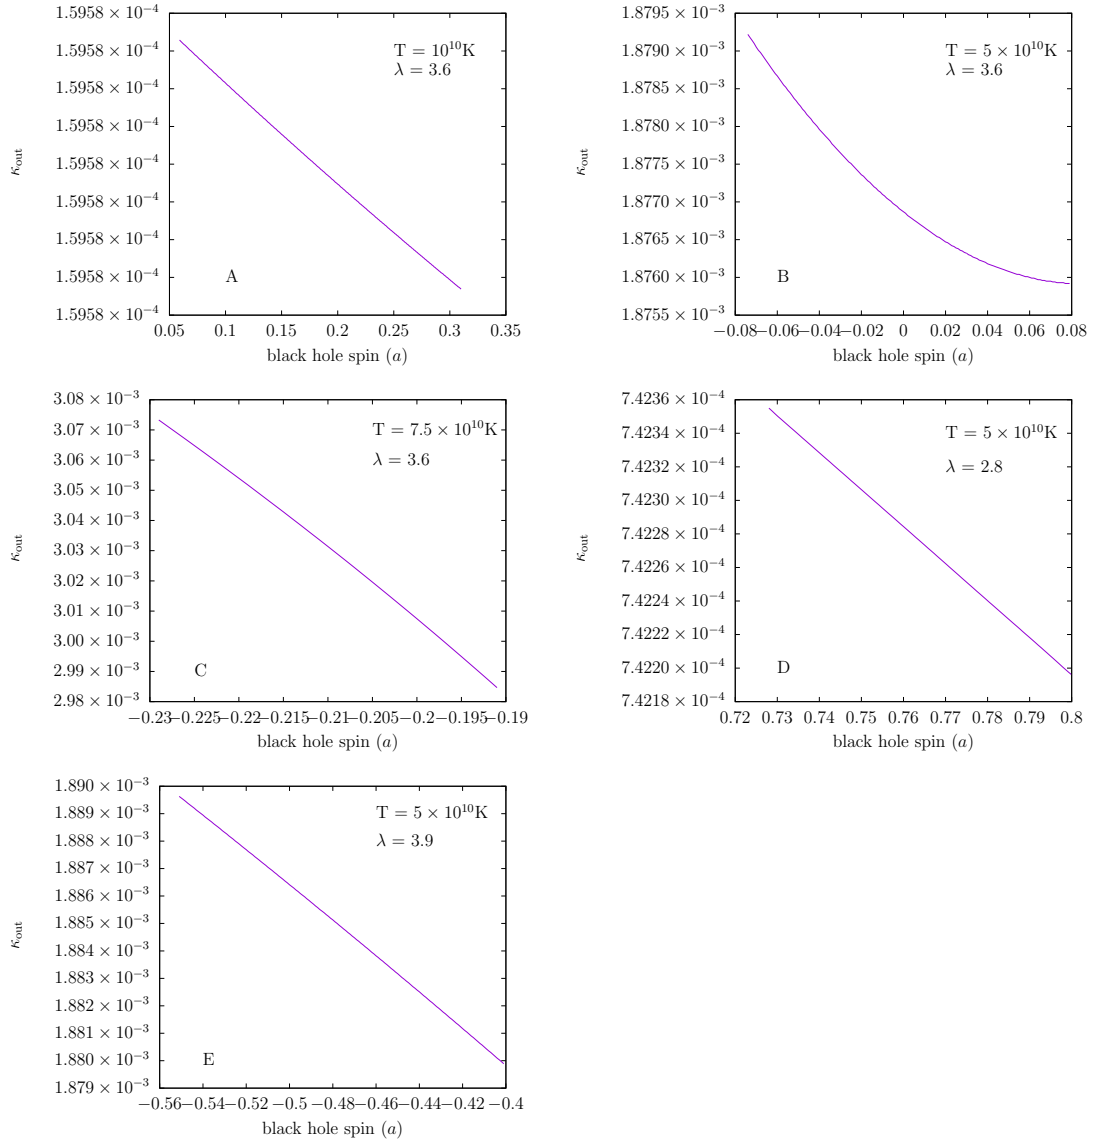 1.5958 × 10⁻⁴
1.5958 × 10⁻⁴
1.5958 × 10⁻⁴
1.5958 × 10⁻⁴
1.5958 × 10⁻⁴
1.5958 × 10⁻⁴
1.5958 × 10⁻⁴
1.5958 × 10⁻⁴
1.5958 × 10⁻⁴
κout
T = 10¹⁰K
λ = 3.6
A
0.05 0.1 0.15 0.2 0.25 0.3 0.35
black hole spin (a)
1.8795 × 10⁻³
1.8790 × 10⁻³
1.8785 × 10⁻³
1.8780 × 10⁻³
1.8775 × 10⁻³
1.8770 × 10⁻³
1.8765 × 10⁻³
1.8760 × 10⁻³
1.8755 × 10⁻³
κout
T = 5 × 10¹⁰K
λ = 3.6
B
−0.08 −0.06 −0.04 −0.02 0 0.02 0.04 0.06 0.08
black hole spin (a)
3.08 × 10⁻³
3.07 × 10⁻³
3.06 × 10⁻³
3.05 × 10⁻³
3.04 × 10⁻³
3.03 × 10⁻³
3.02 × 10⁻³
3.01 × 10⁻³
3.00 × 10⁻³
2.99 × 10⁻³
2.98 × 10⁻³
κout
T = 7.5 × 10¹⁰K
λ = 3.6
C
−0.23 −0.225 −0.22 −0.215 −0.21 −0.205 −0.2 −0.195 −0.19
black hole spin (a)
7.4236 × 10⁻⁴
7.4234 × 10⁻⁴
7.4232 × 10⁻⁴
7.4230 × 10⁻⁴
7.4228 × 10⁻⁴
7.4226 × 10⁻⁴
7.4224 × 10⁻⁴
7.4222 × 10⁻⁴
7.4220 × 10⁻⁴
7.4218 × 10⁻⁴
κout
T = 5 × 10¹⁰K
λ = 2.8
D
0.72 0.73 0.74 0.75 0.76 0.77 0.78 0.79 0.8
black hole spin (a)
1.890 × 10⁻³
1.889 × 10⁻³
1.888 × 10⁻³
1.887 × 10⁻³
1.886 × 10⁻³
1.885 × 10⁻³
1.884 × 10⁻³
1.883 × 10⁻³
1.882 × 10⁻³
1.881 × 10⁻³
1.880 × 10⁻³
1.879 × 10⁻³
κout
T = 5 × 10¹⁰K
λ = 3.9
E
−0.56 −0.54 −0.52 −0.5 −0.48 −0.46 −0.44 −0.42 −0.4
black hole spin (a)